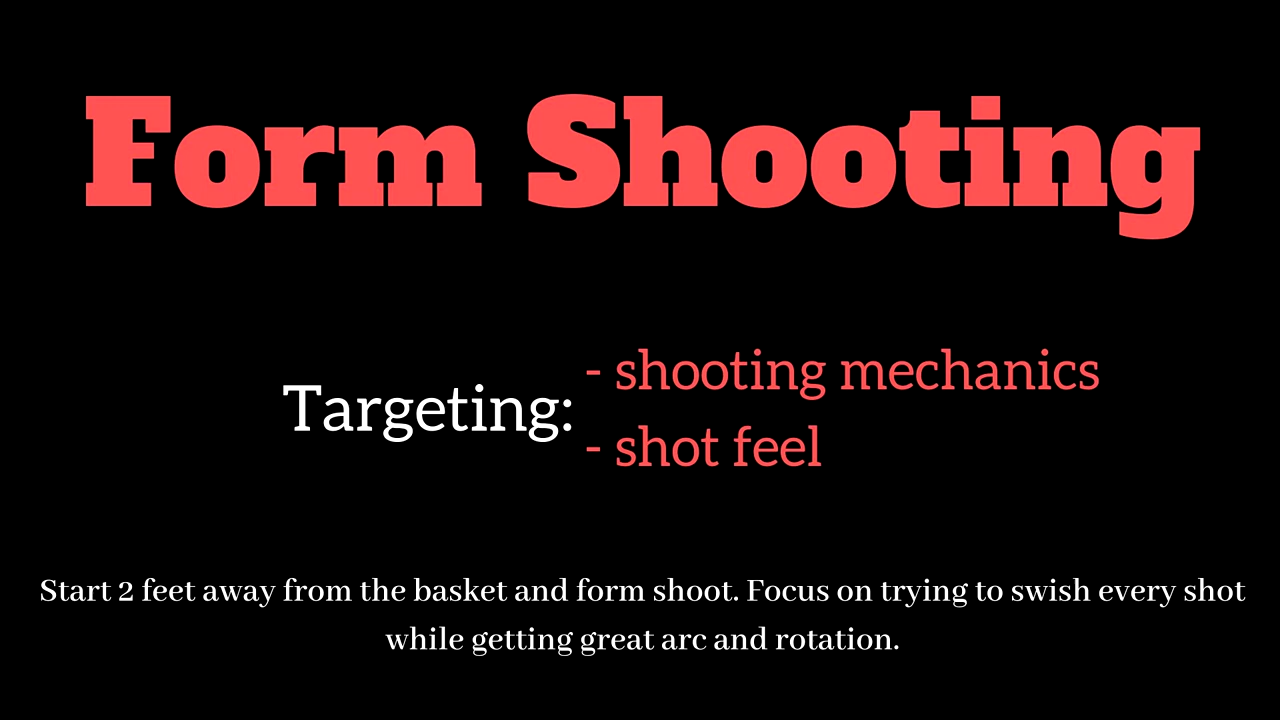 Form Shooting
Targeting:
- shooting mechanics
- shot feel
Start 2 feet away from the basket and form shoot. Focus on trying to swish every shot
while getting great arc and rotation.